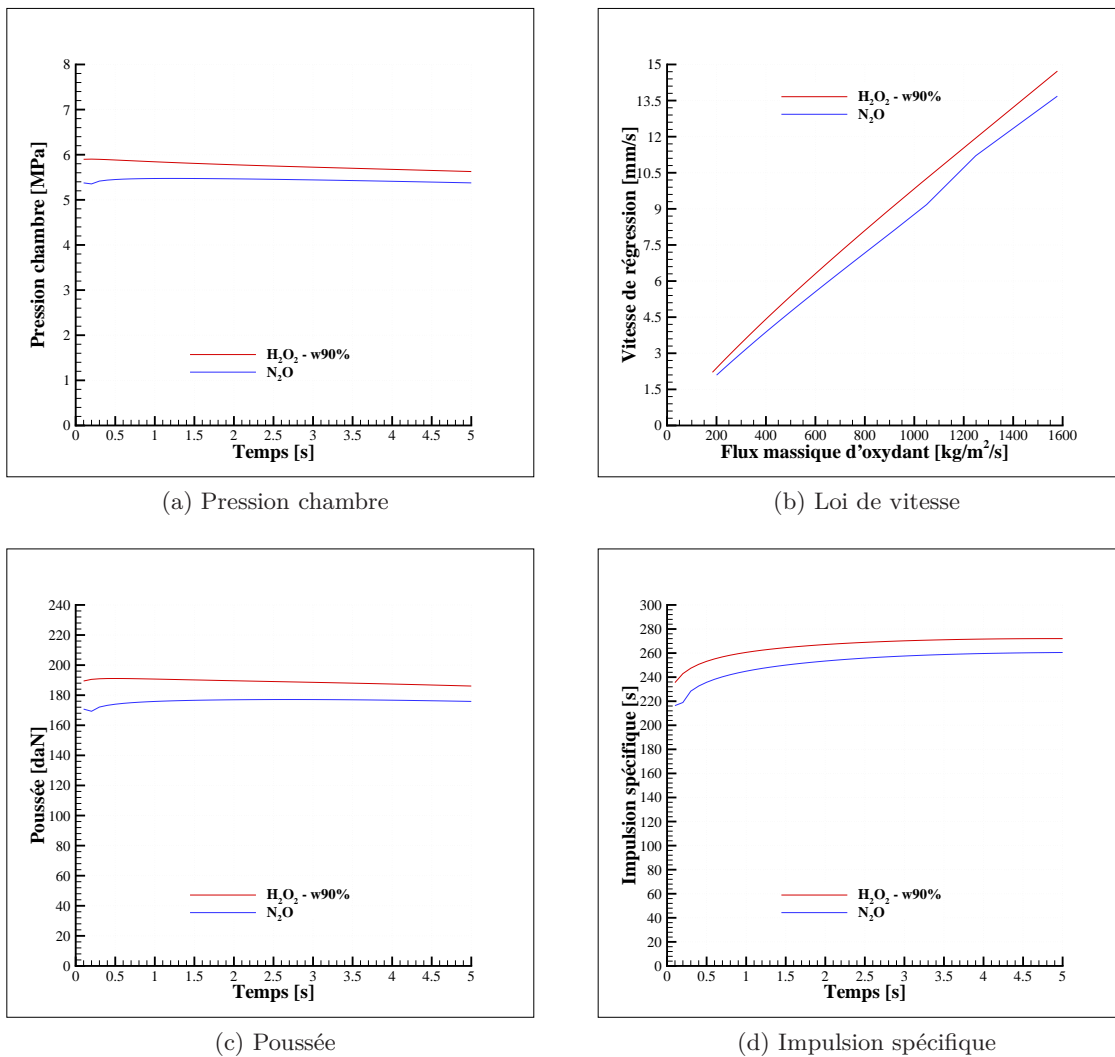 8
7
6
5
4
3
2
1
0
Pression chambre [MPa]
H₂O₂ - w90%
N₂O
0 0.5 1 1.5 2 2.5 3 3.5 4 4.5 5
Temps [s]
(a) Pression chambre
15
13.5
12
10.5
9
7.5
6
4.5
3
1.5
0
Vitesse de régression [mm/s]
H₂O₂ - w90%
N₂O
0 200 400 600 800 1000 1200 1400 1600
Flux massique d'oxydant [kg/m²/s]
(b) Loi de vitesse
240
220
200
180
160
140
120
100
80
60
40
20
0
Poussée [daN]
H₂O₂ - w90%
N₂O
0 0.5 1 1.5 2 2.5 3 3.5 4 4.5 5
Temps [s]
(c) Poussée
300
280
260
240
220
200
180
160
140
120
100
80
60
40
20
0
Impulsion spécifique [s]
H₂O₂ - w90%
N₂O
0 0.5 1 1.5 2 2.5 3 3.5 4 4.5 5
Temps [s]
(d) Impulsion spécifique